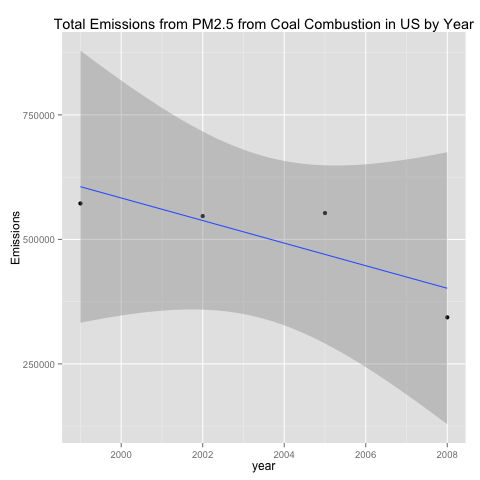 Total Emissions from PM2.5 from Coal Combustion in US by Year
Emissions
750000
500000
250000
2000 2002 2004 2006 2008
year